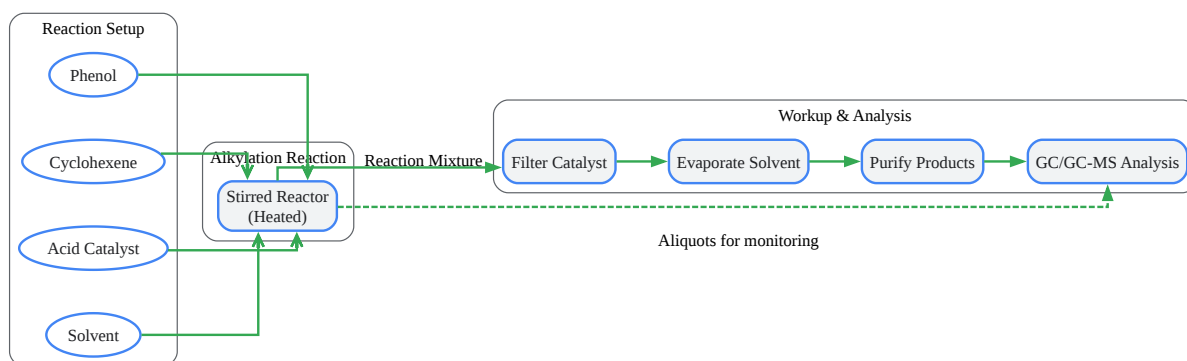 Reaction Setup
Phenol
Cyclohexene
Acid Catalyst
Solvent
Alkylation Reaction
Stirred Reactor
(Heated)
Reaction Mixture
Workup & Analysis
Filter Catalyst
Evaporate Solvent
Purify Products
GC/GC-MS Analysis
Aliquots for monitoring